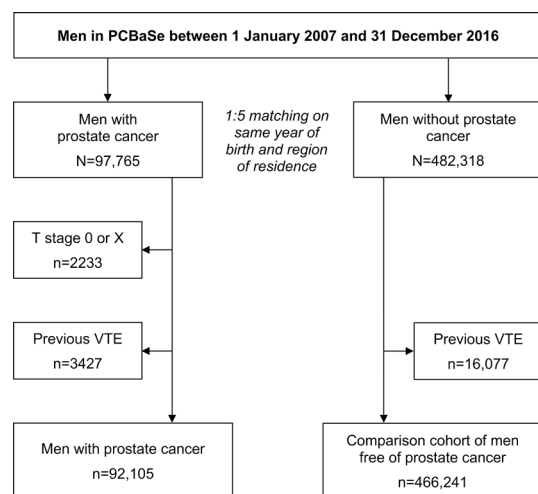 Men in PCBaSe between 1 January 2007 and 31 December 2016
Men with
prostate cancer
N=97,765
1:5 matching on
same year of
birth and region
of residence
Men without prostate
cancer
N=482,318
T stage 0 or X
n=2233
Previous VTE
n=3427
Previous VTE
n=16,077
Men with prostate cancer
n=92,105
Comparison cohort of men
free of prostate cancer
n=466,241